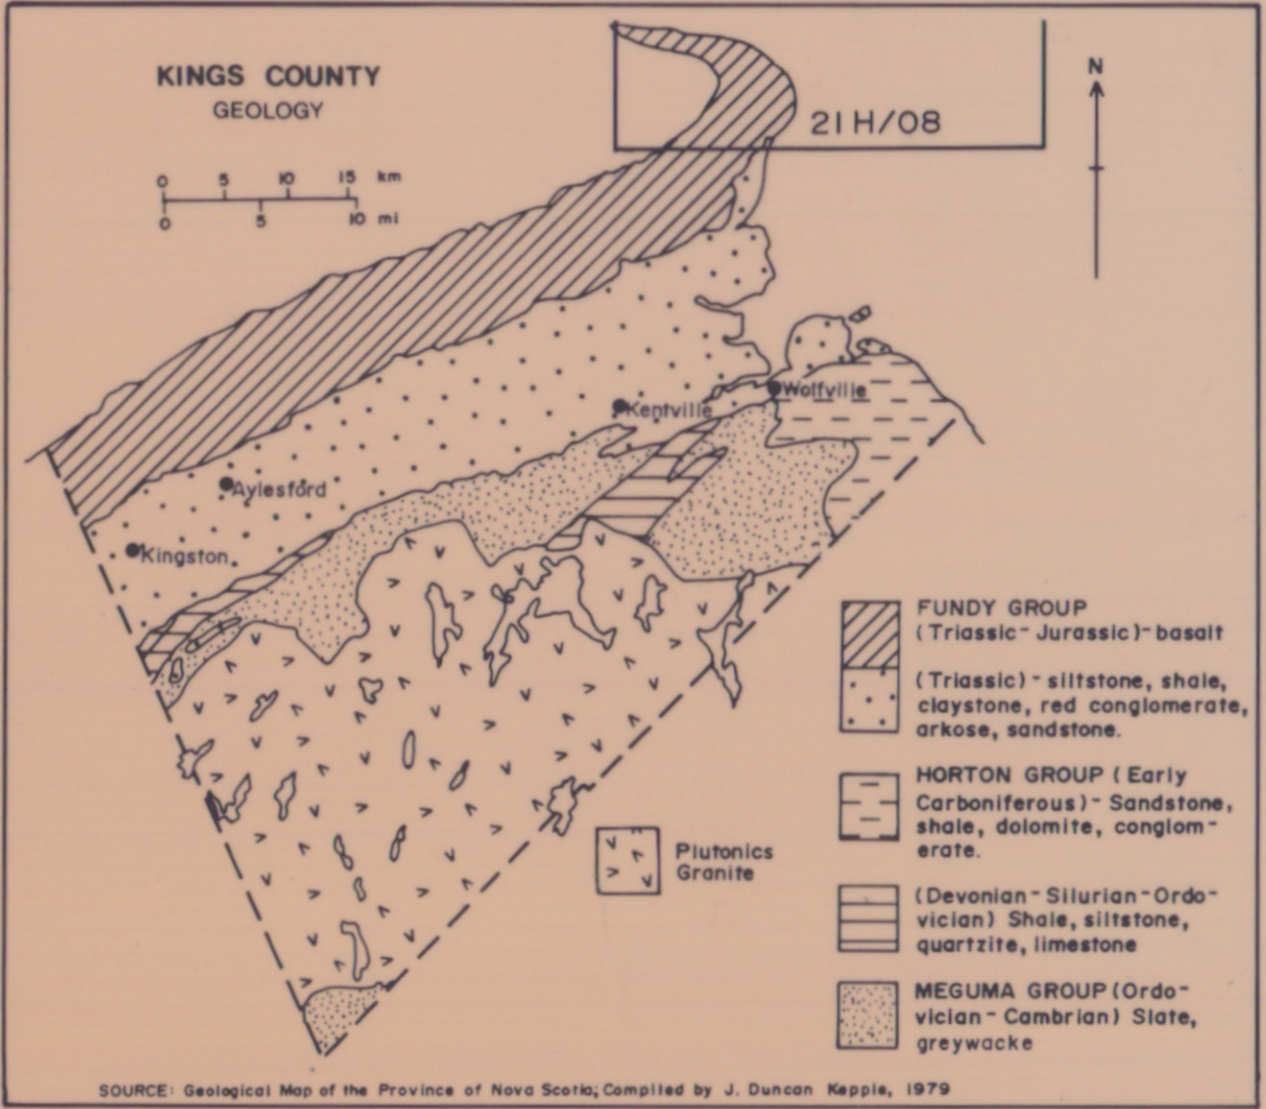 KINGS COUNTY
GEOLOGY
0 5 10 15 km
0 5 10 mi
21H/08
N
Wolfville
Kentville
Aylesford
Kingston
FUNDY GROUP
(Triassic-Jurassic)-basalt
(Triassic)-siltstone, shale,
claystone, red conglomerate,
arkose, sandstone.
HORTON GROUP (Early
Carboniferous)-Sandstone,
shale, dolomite, conglom-
erate.
Plutonics
Granite
(Devonian-Silurian-Ordo-
vician) Shale, siltstone,
quartzite, limestone
MEGUMA GROUP (Ordo-
vician-Cambrian) Slate,
greywacke
SOURCE: Geological Map of the Province of Nova Scotia; Compiled by J. Duncan Keppie, 1979